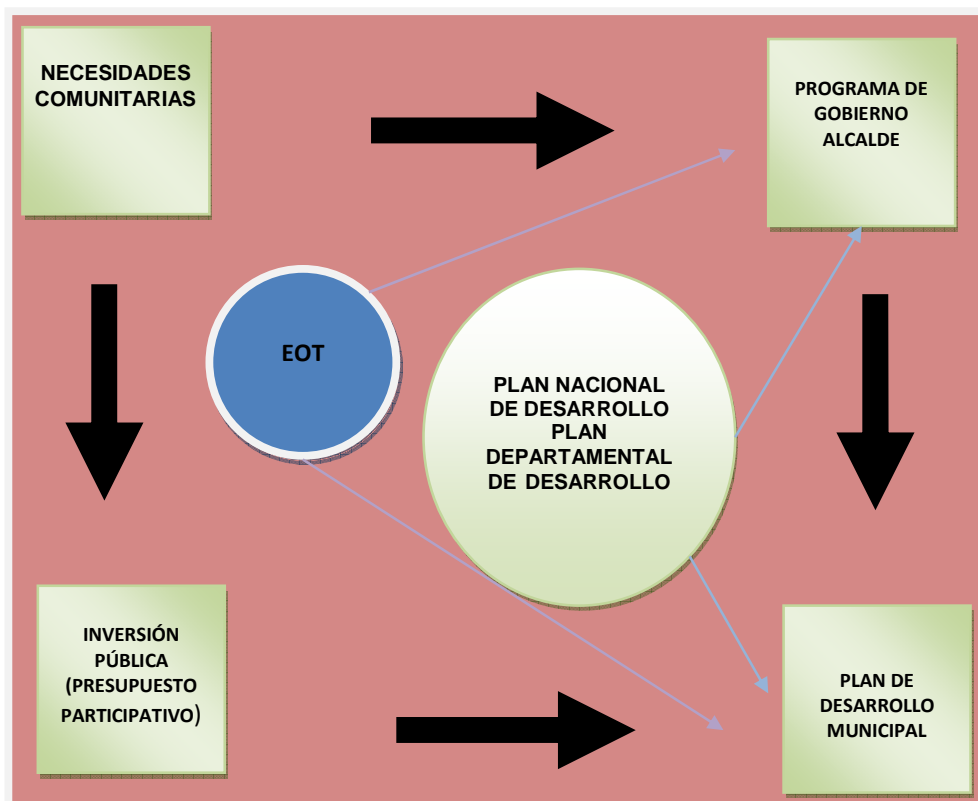 NECESIDADES
COMUNITARIAS
PROGRAMA DE
GOBIERNO
ALCALDE
EOT
PLAN NACIONAL
DE DESARROLLO
PLAN
DEPARTAMENTAL
DE DESARROLLO
INVERSIÓN
PÚBLICA
(PRESUPUESTO
PARTICIPATIVO)
PLAN DE
DESARROLLO
MUNICIPAL